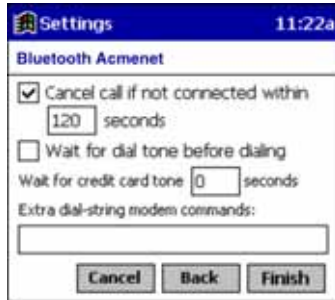 Settings 11:22a
Bluetooth Acmenet
Cancel call if not connected within
120 seconds
Wait for dial tone before dialing
Wait for credit card tone 0 seconds
Extra dial-string modem commands:
Cancel Back Finish